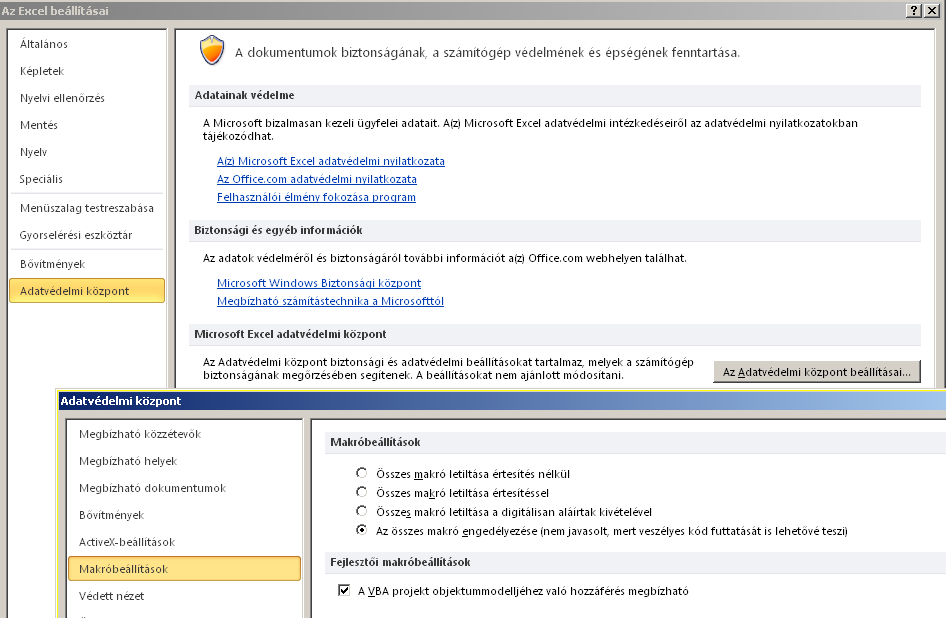 Az Excel beállításai
Általános
Képletek
Nyelvi ellenőrzés
Mentés
Nyelv
Speciális
Menüszalag testreszabása
Gyorselérési eszköztár
Bővítmények
Adatvédelmi központ
A dokumentumok biztonságának, a számítógép védelmének és épségének fenntartása.
Adatainak védelme
A Microsoft bizalmasan kezeli ügyfelei adatait. A(z) Microsoft Excel adatvédelmi intézkedéseiről az adatvédelmi nyilatkozatokban
tájékozódhat.
A(z) Microsoft Excel adatvédelmi nyilatkozata
Az Office.com adatvédelmi nyilatkozata
Felhasználói élmény fokozása program
Biztonsági és egyéb információk
Az adatok védelméről és biztonságáról további információt a(z) Office.com webhelyen találhat.
Microsoft Windows Biztonsági központ
Megbízható számítástechnika a Microsofttól
Microsoft Excel adatvédelmi központ
Az Adatvédelmi központ biztonsági és adatvédelmi beállításokat tartalmaz, melyek a számítógép
biztonságának megőrzésében segítenek. A beállításokat nem ajánlott módosítani.
Az Adatvédelmi központ beállításai...
Adatvédelmi központ
Megbízható közzétevők
Megbízható helyek
Megbízható dokumentumok
Bővítmények
ActiveX-beállítások
Makróbeállítások
Védett nézet
Makróbeállítások
Összes makró letiltása értesítés nélkül
Összes makró letiltása értesítéssel
Összes makró letiltása a digitálisan aláírtak kivételével
Az összes makró engedélyezése (nem javasolt, mert veszélyes kód futtatását is lehetővé teszi)
Fejlesztői makróbeállítások
A VBA projekt objektummodelljéhez való hozzáférés megbízható